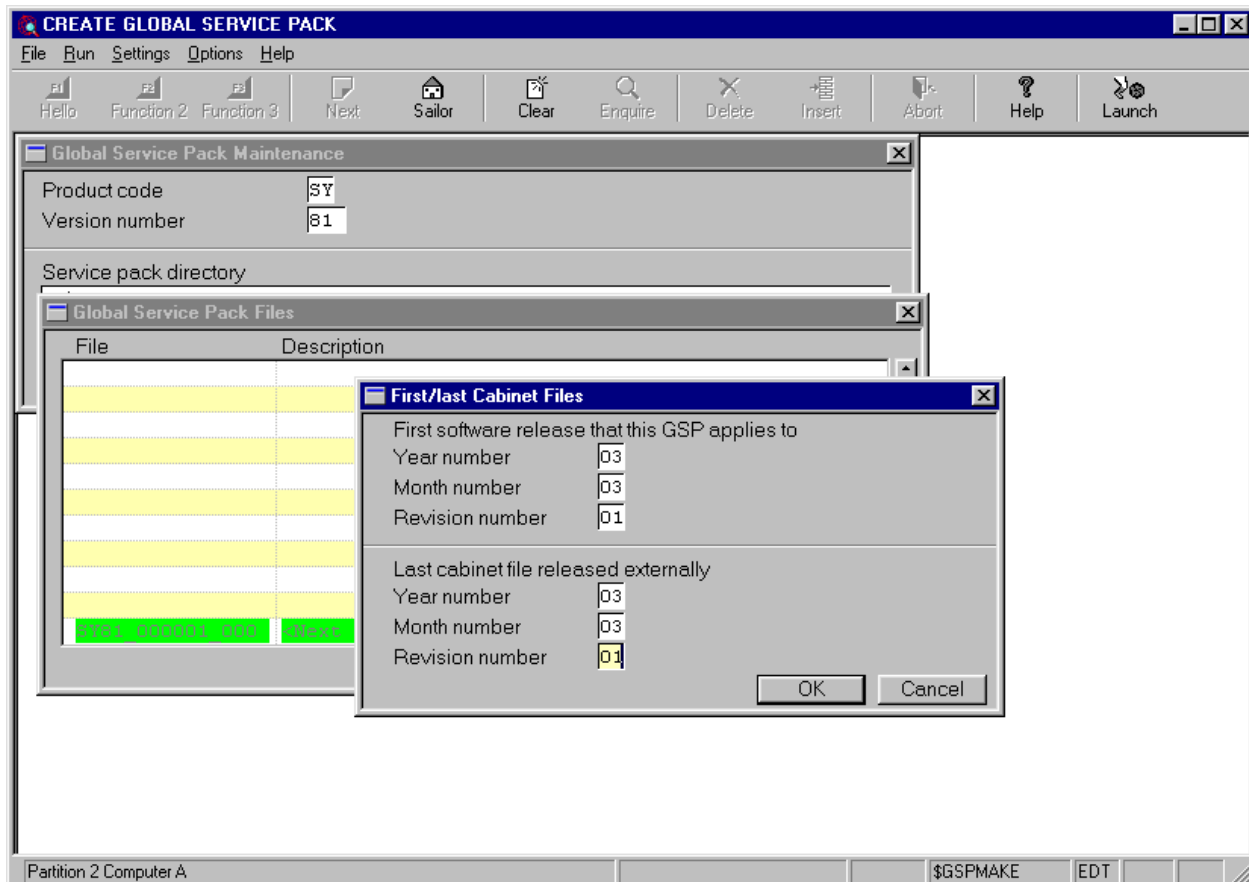 CREATE GLOBAL SERVICE PACK
File Run Settings Options Help
F1 F2 F3
Hello Function 2 Function 3 Next Sailor Clear Enquire Delete Insert Abort Help Launch
Global Service Pack Maintenance
Product code SY
Version number 81
Service pack directory
Global Service Pack Files
File Description
SY81_000001_000 <Next
First/last Cabinet Files
First software release that this GSP applies to
Year number 03
Month number 03
Revision number 01
Last cabinet file released externally
Year number 03
Month number 03
Revision number 01
OK Cancel
Partition 2 Computer A $GSPMAKE EDT